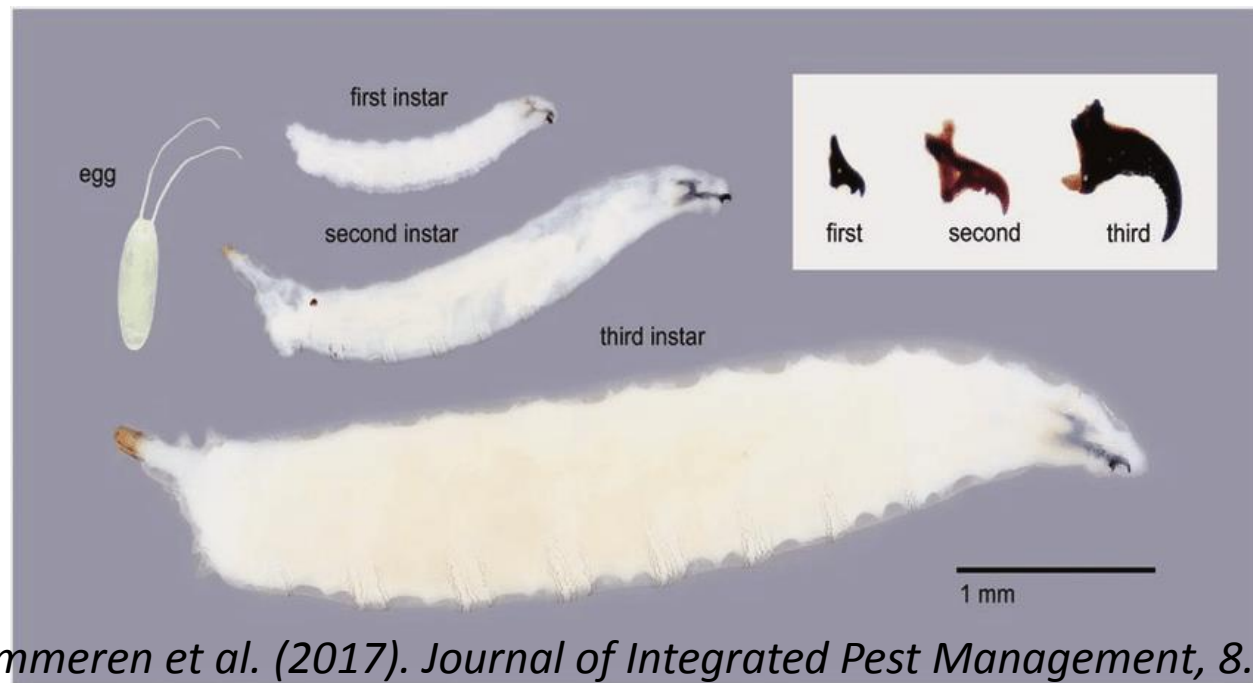 first instar
egg
second instar
third instar
first second third
1 mm
mmeren et al. (2017). Journal of Integrated Pest Management, 8.